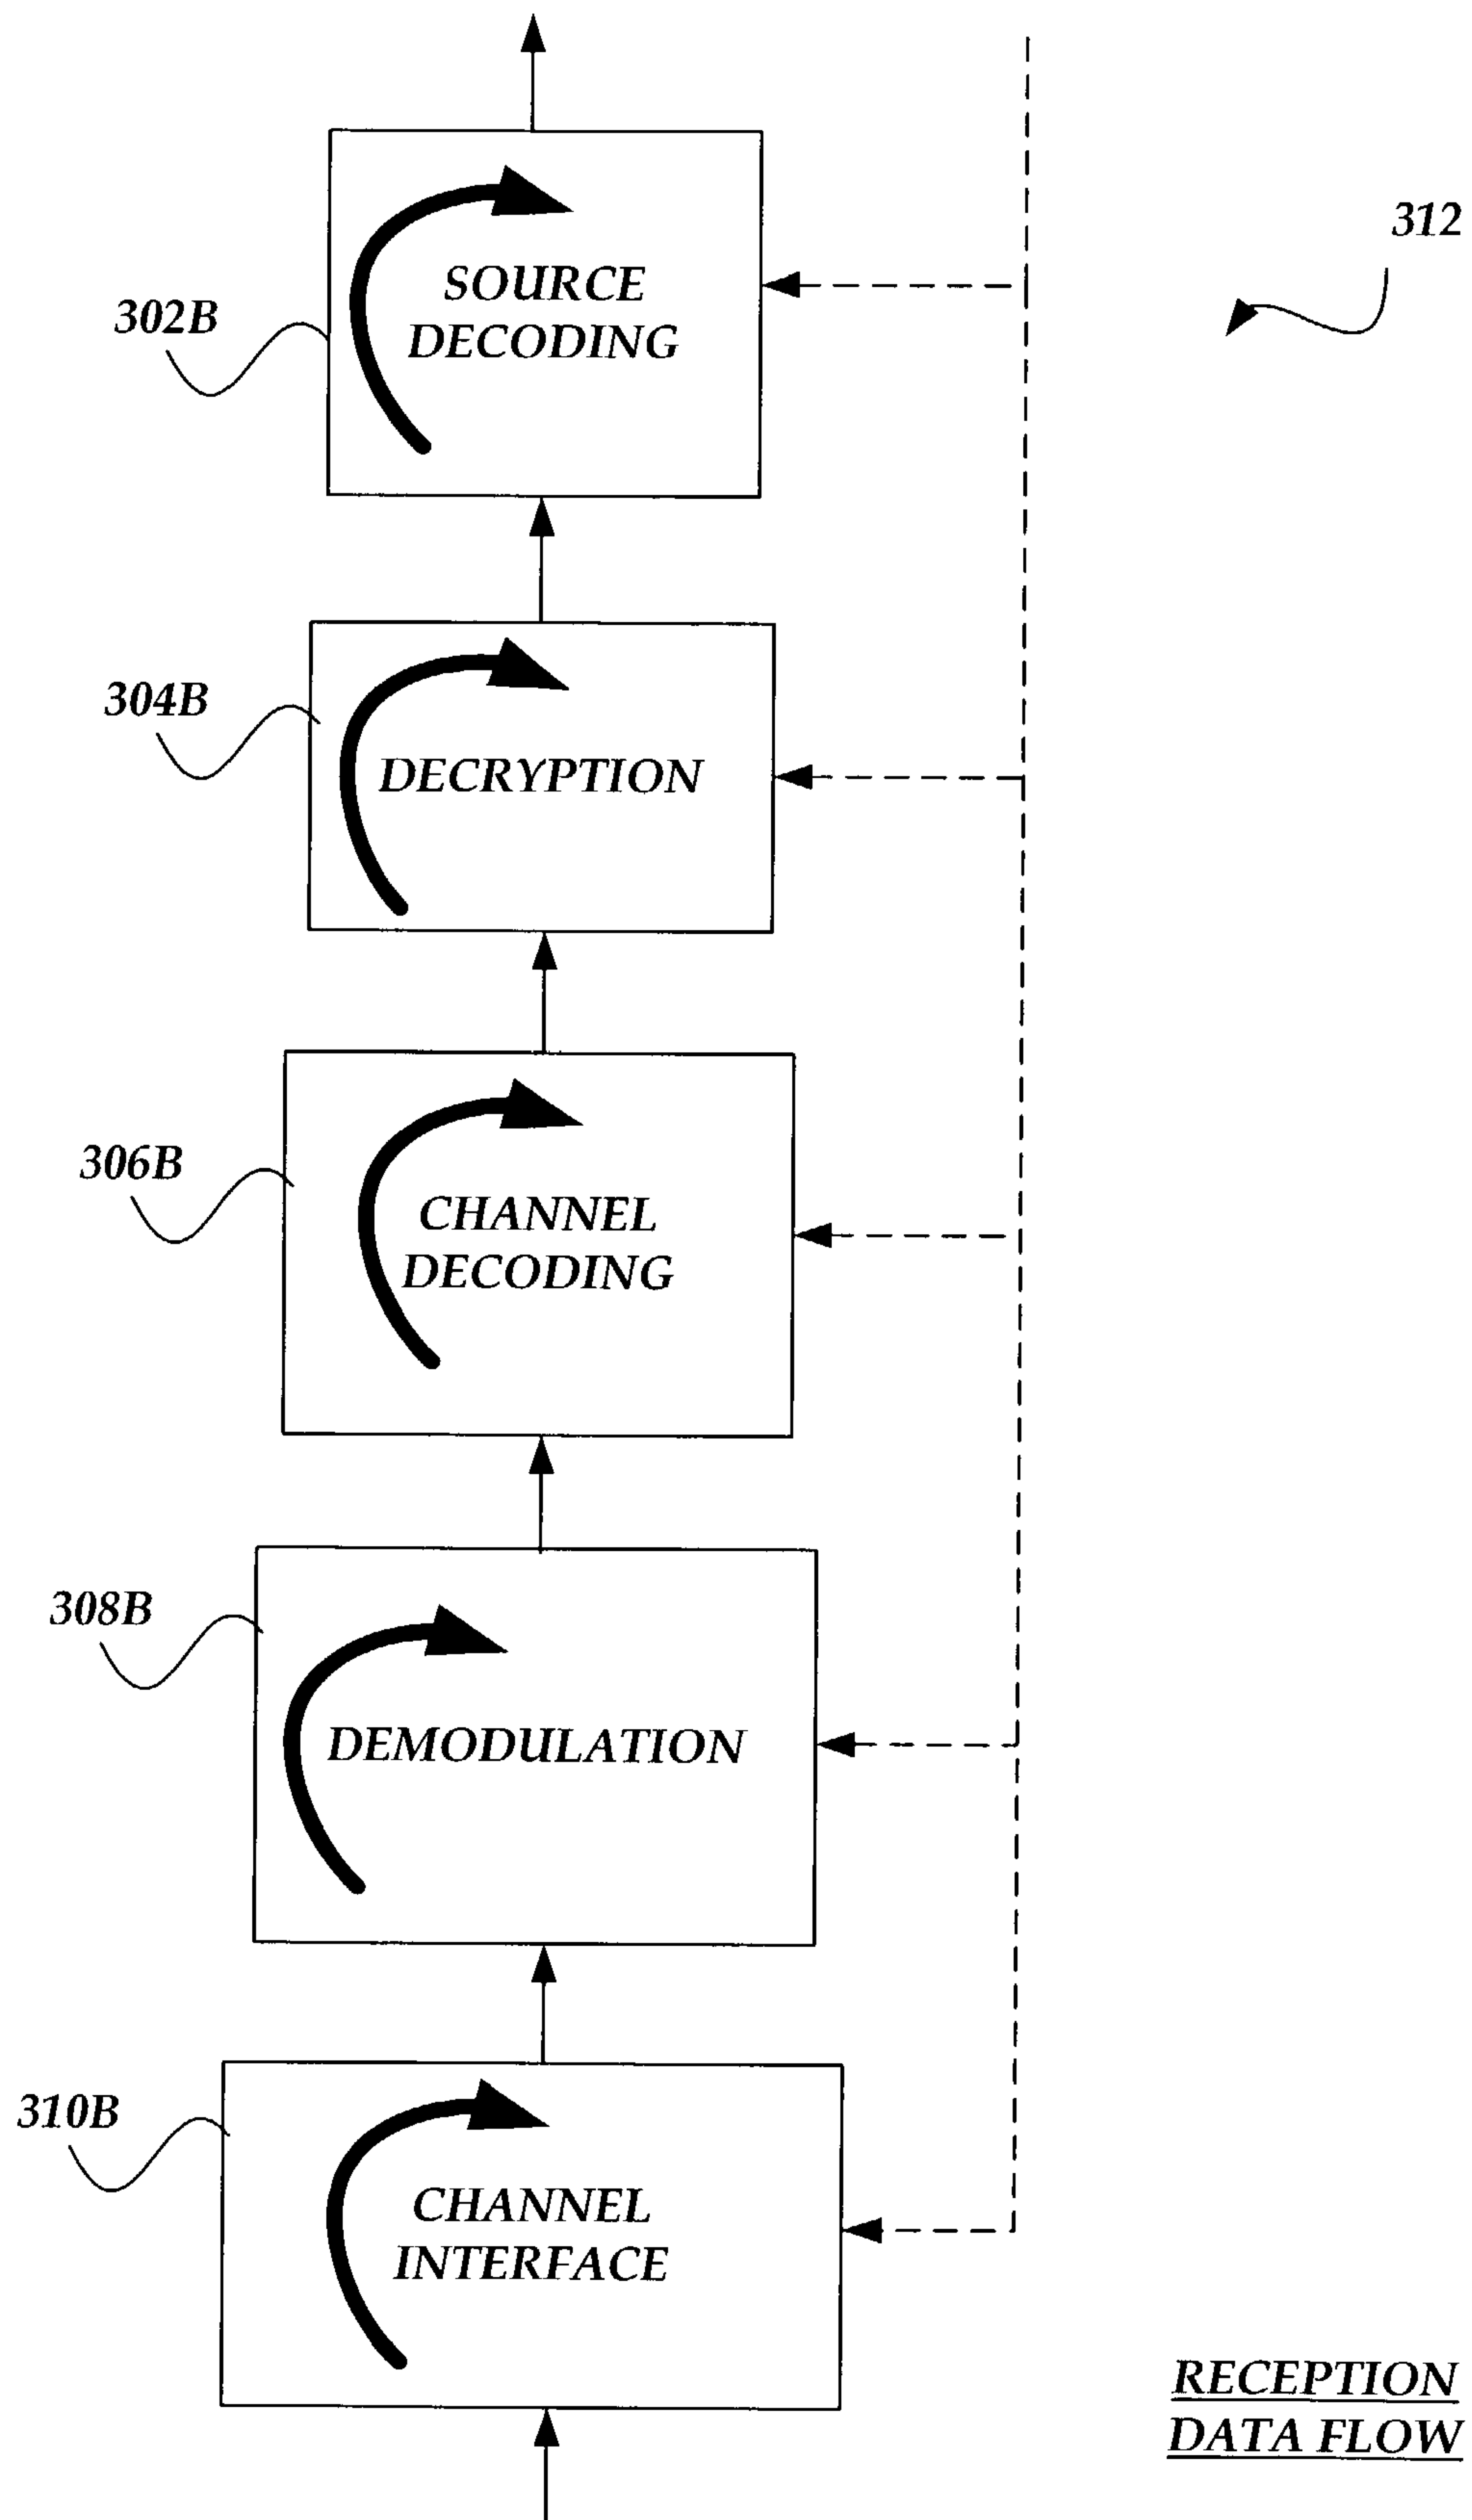 312
302B
SOURCE
DECODING
304B
DECRYPTION
306B
CHANNEL
DECODING
308B
DEMODULATION
310B
CHANNEL
INTERFACE
RECEPTION
DATA FLOW